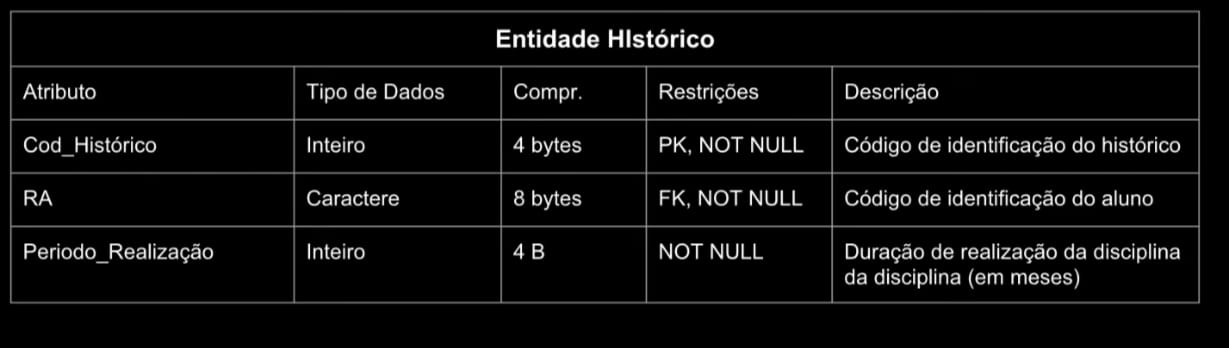 Entidade HIstórico
Atributo Tipo de Dados Compr. Restrições Descrição
Cod_Histórico Inteiro 4 bytes PK, NOT NULL Código de identificação do histórico
RA Caractere 8 bytes FK, NOT NULL Código de identificação do aluno
Periodo_Realização Inteiro 4 B NOT NULL Duração de realização da disciplina
da disciplina (em meses)